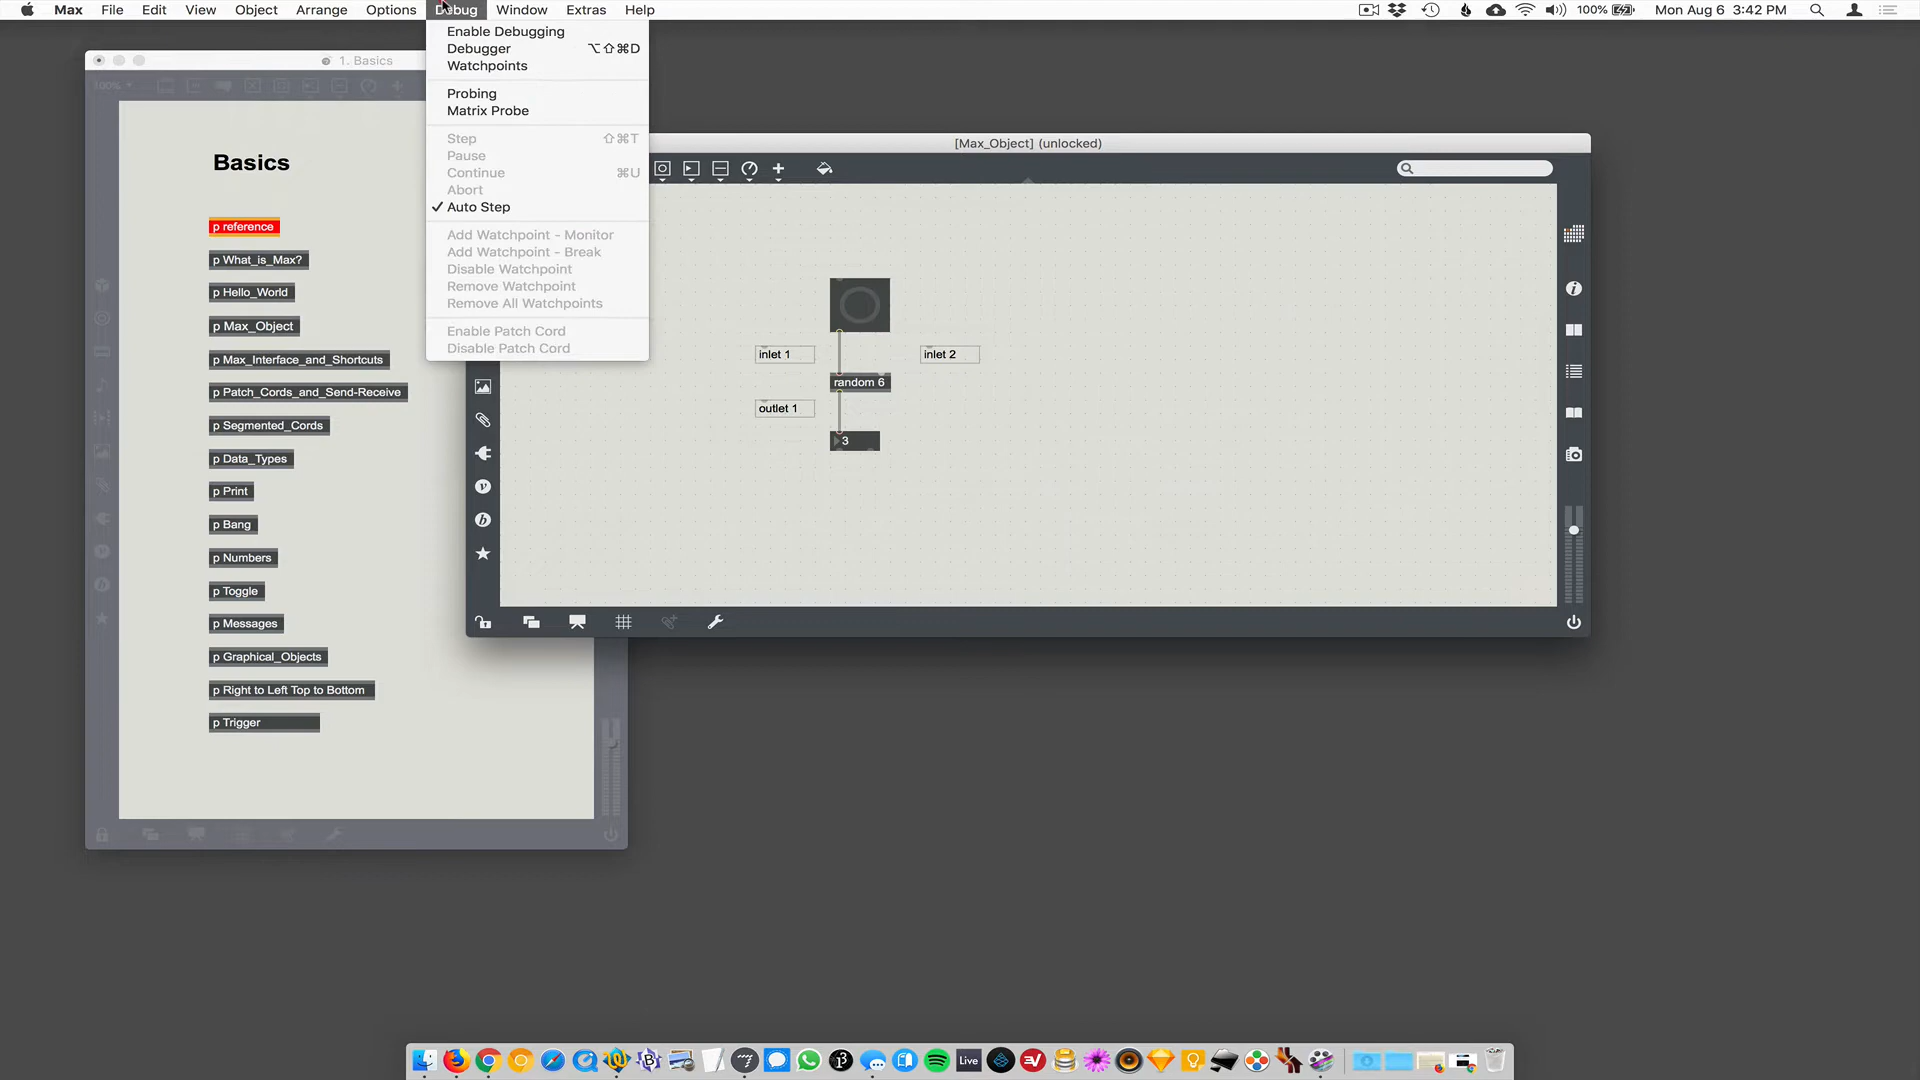 Max File Edit View Object Arrange Options Debug Window Extras Help 100% Mon Aug 6 3:42 PM
Enable Debugging
Debugger ⌥⇧⌘D
Watchpoints
Probing
Matrix Probe
Step ⇧⌘T
Pause
Continue ⌘U
Abort
✓ Auto Step
Add Watchpoint - Monitor
Add Watchpoint - Break
Disable Watchpoint
Remove Watchpoint
Remove All Watchpoints
Enable Patch Cord
Disable Patch Cord
1. Basics
100%
Basics
p reference
p What_is_Max?
p Hello_World
p Max_Object
p Max_Interface_and_Shortcuts
p Patch_Cords_and_Send-Receive
p Segmented_Cords
p Data_Types
p Print
p Bang
p Numbers
p Toggle
p Messages
p Graphical_Objects
p Right to Left Top to Bottom
p Trigger
[Max_Object] (unlocked)
inlet 1
inlet 2
random 6
outlet 1
3
Live